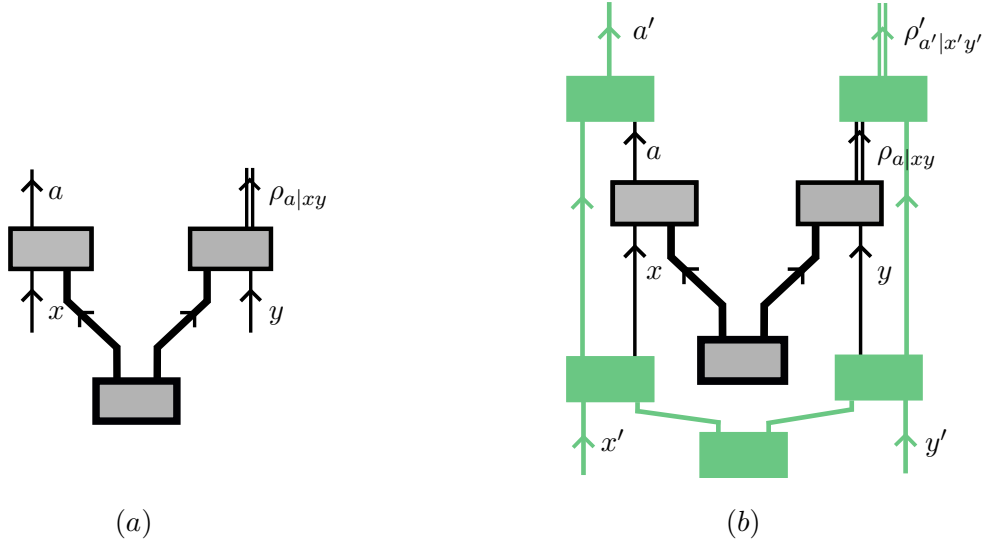 a
ρ_{a|xy}
x
y
(a)
a′
ρ′_{a′|x′y′}
a
ρ_{a|xy}
x
y
x′
y′
(b)